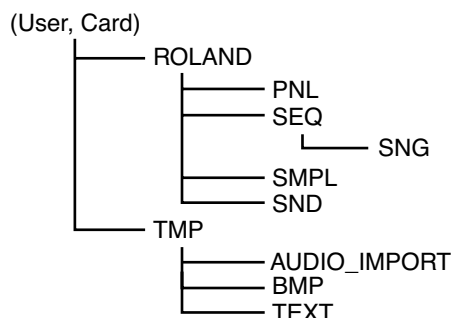 (User, Card)
ROLAND
PNL
SEQ
SNG
SMPL
SND
TMP
AUDIO_IMPORT
BMP
TEXT